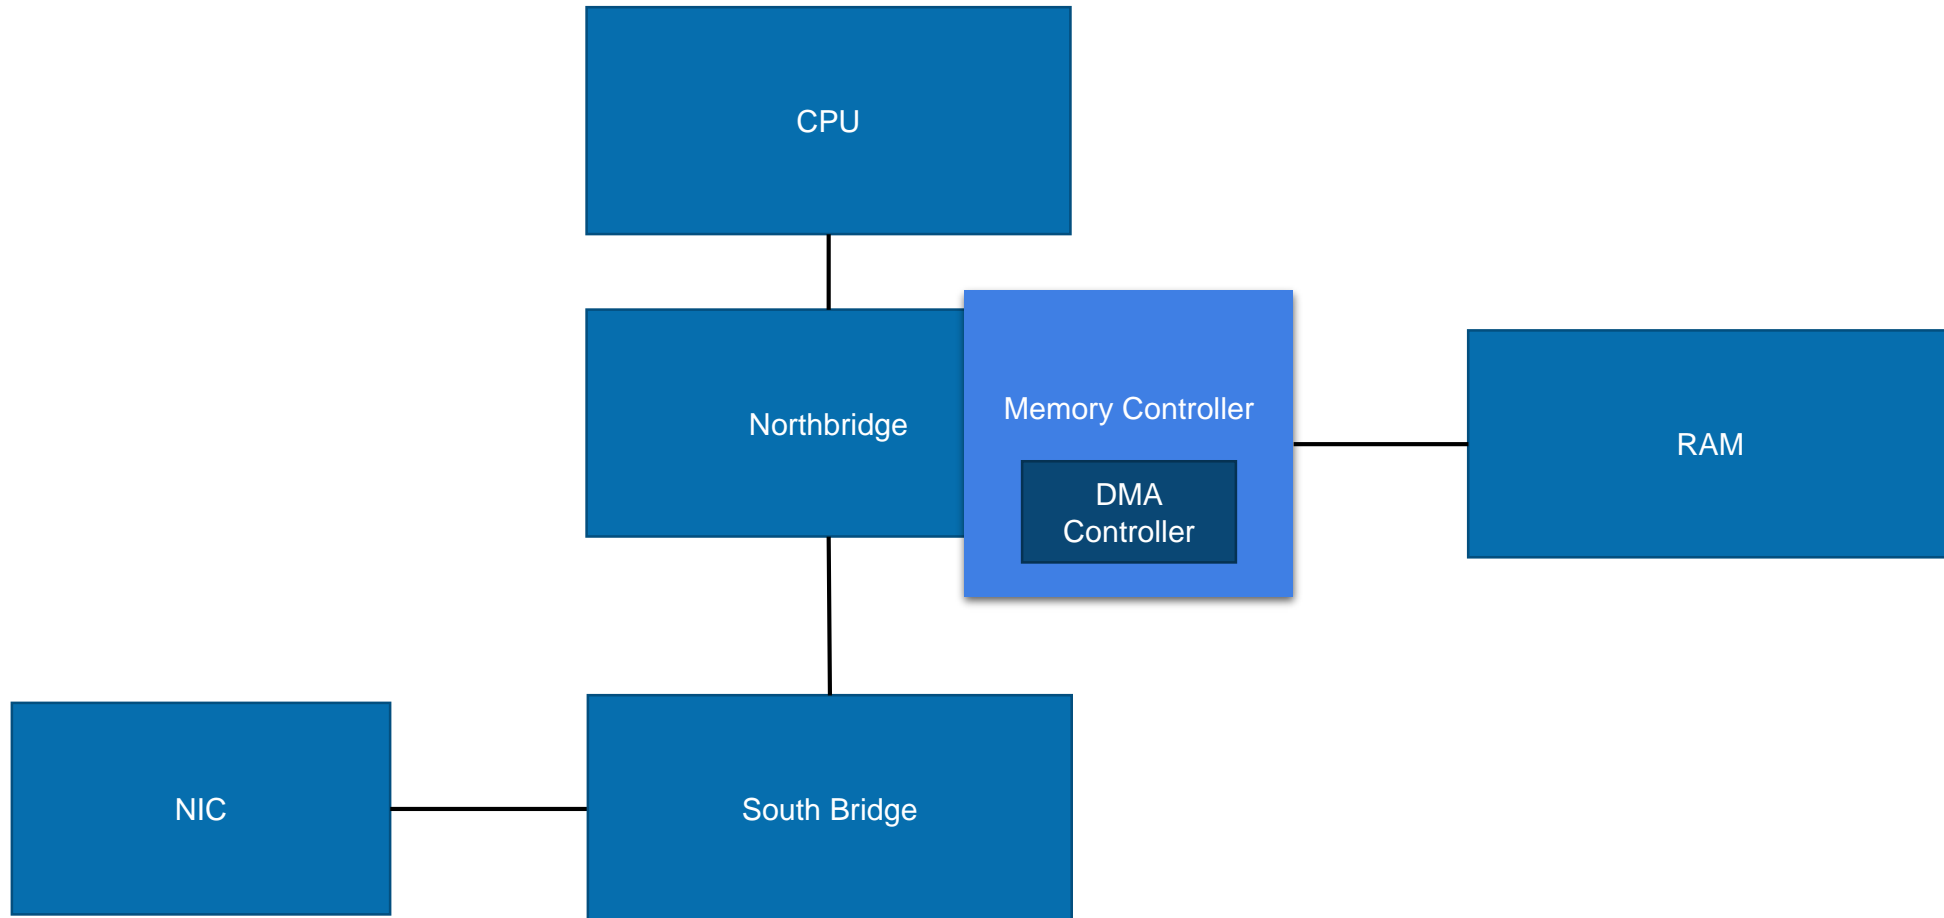 CPU
Northbridge
Memory Controller
DMA
Controller
RAM
NIC
South Bridge